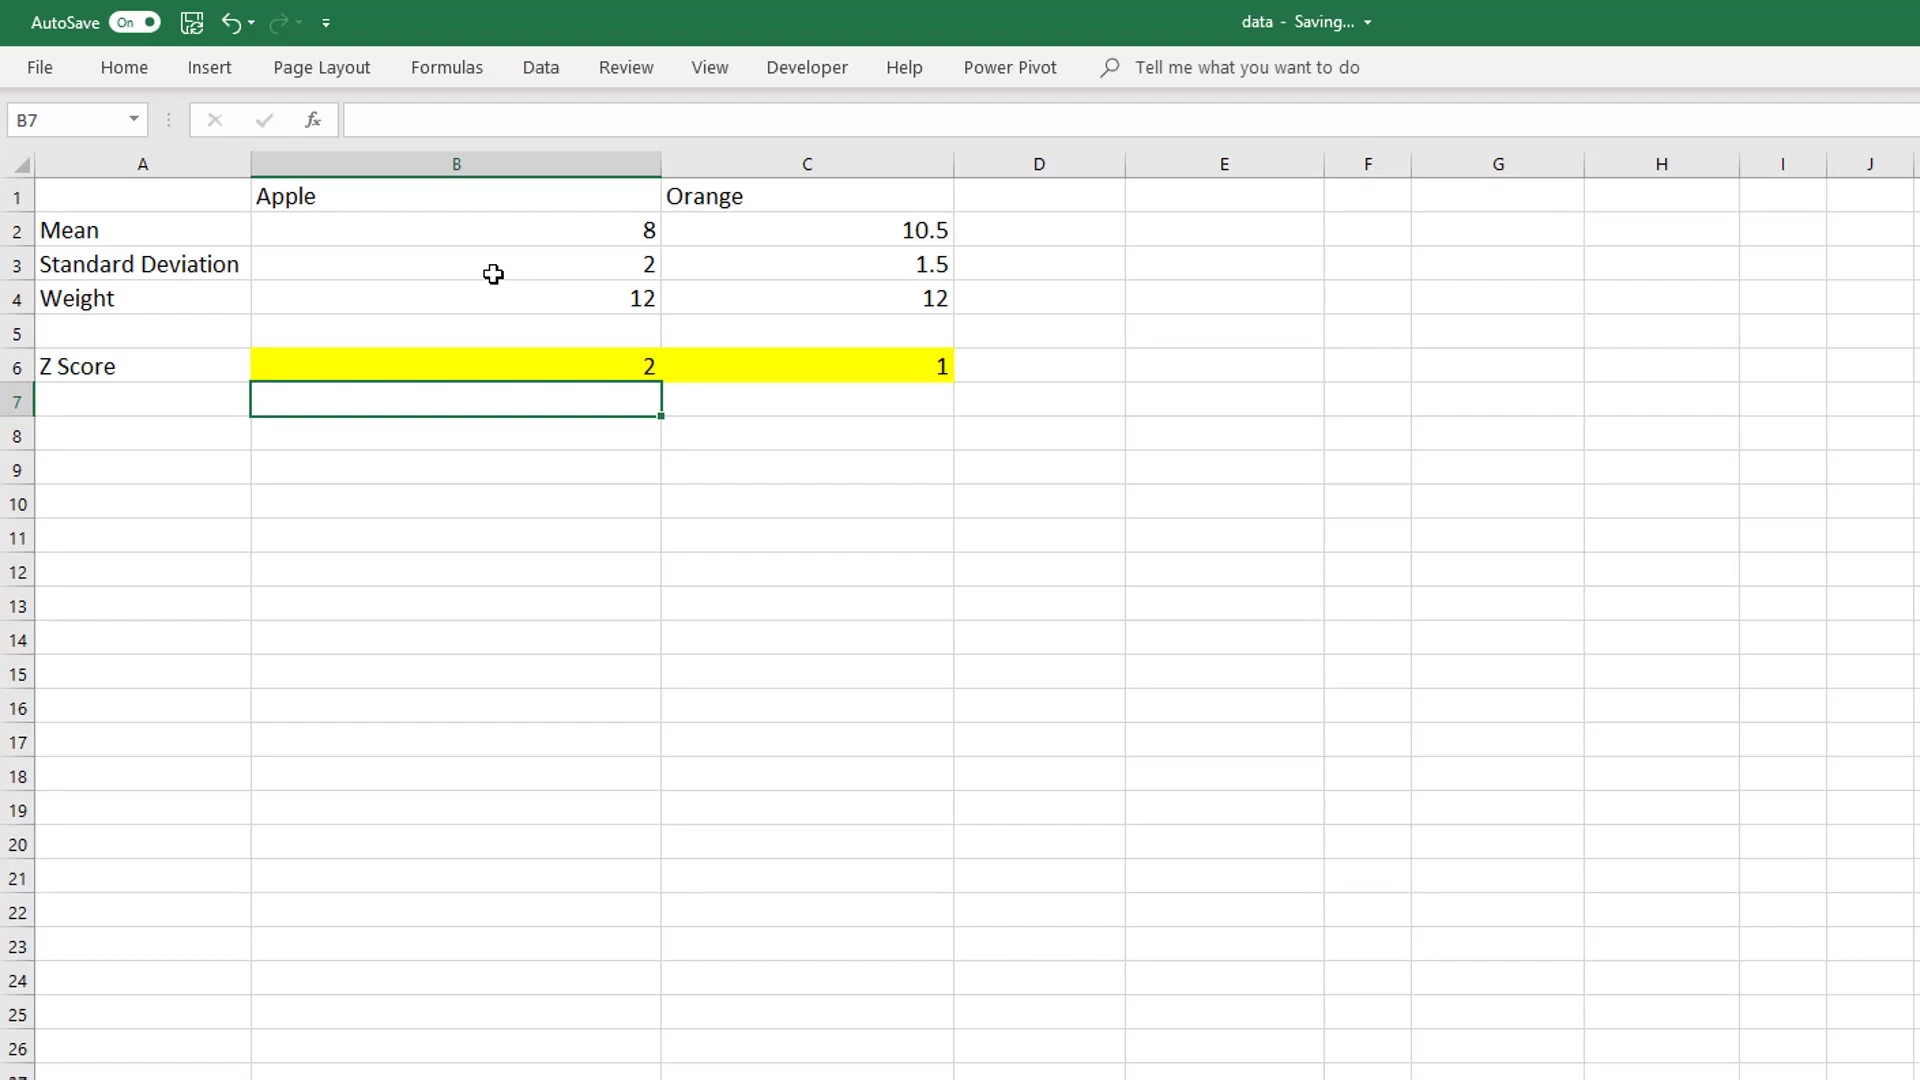 AutoSave On data - Saving...
File Home Insert Page Layout Formulas Data Review View Developer Help Power Pivot Tell me what you want to do
B7 fx
A B C D E F G H I J
1 Apple Orange
2 Mean 8 10.5
3 Standard Deviation 2 1.5
4 Weight 12 12
5
6 Z Score 2 1
7
8
9
10
11
12
13
14
15
16
17
18
19
20
21
22
23
24
25
26
27